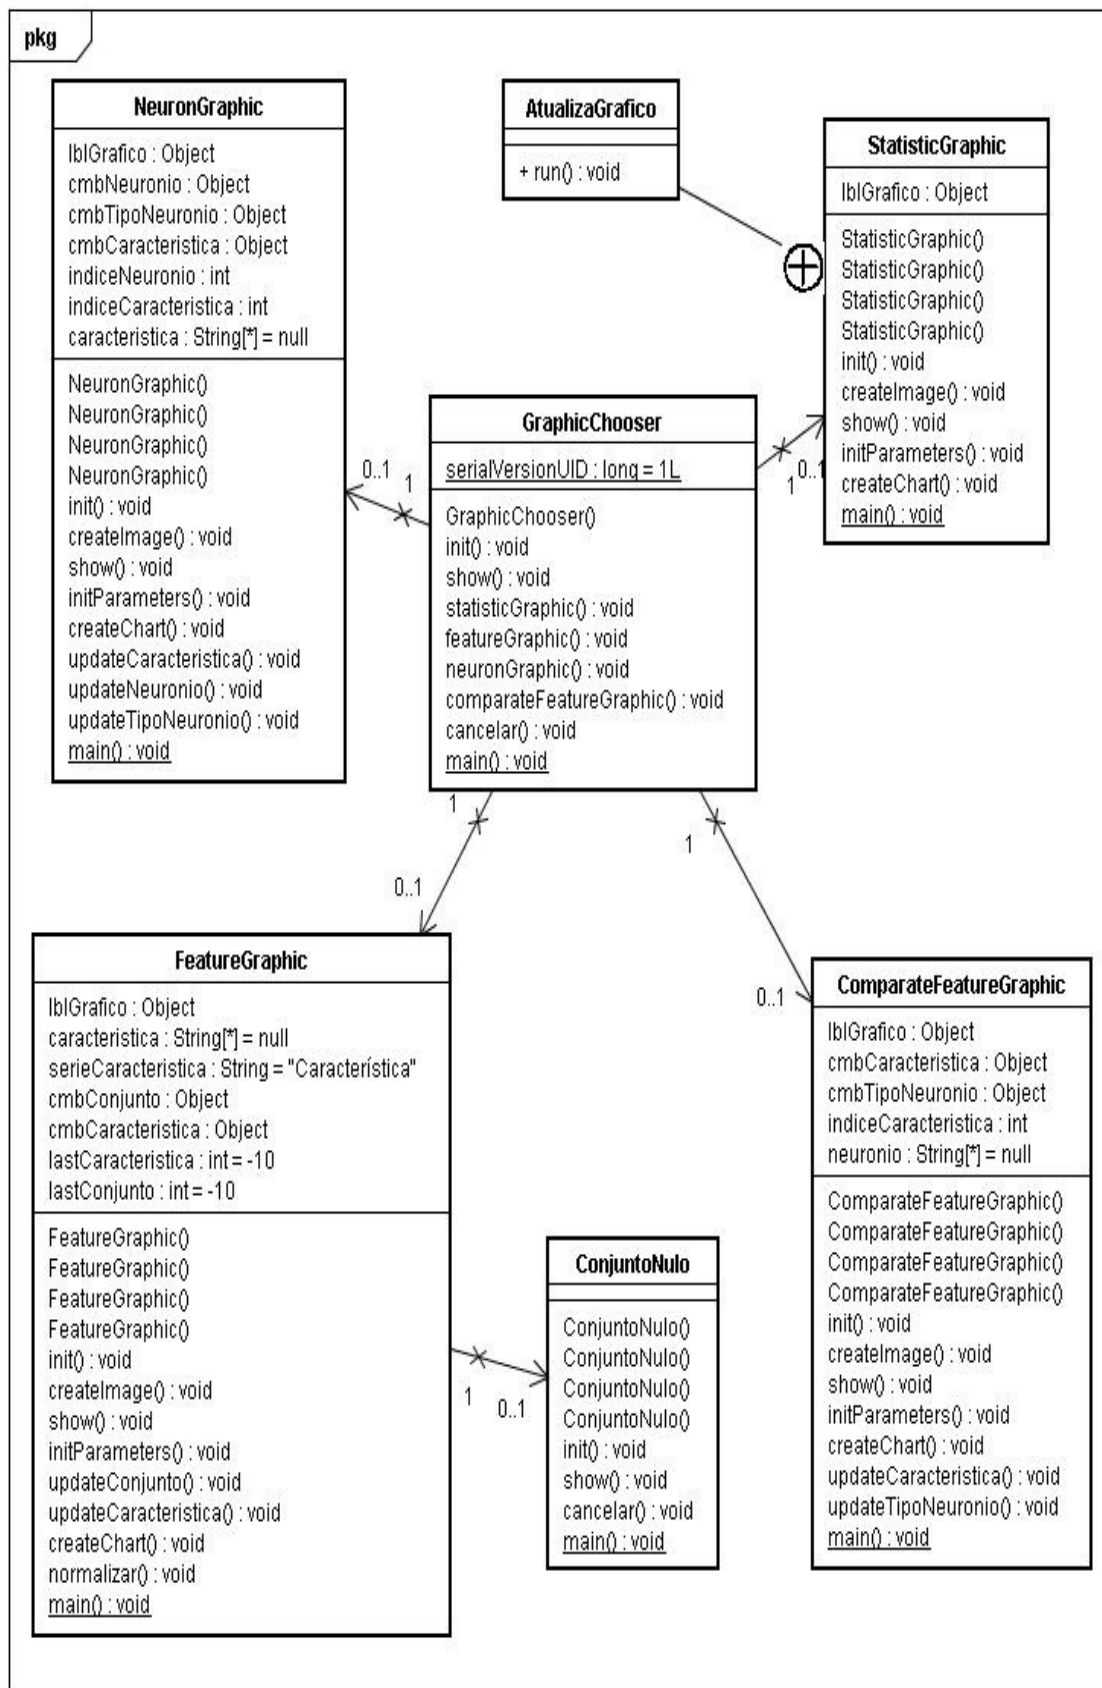 pkg
NeuronGraphic
lblGrafico : Object
cmbNeuronio : Object
cmbTipoNeuronio : Object
cmbCaracteristica : Object
indiceNeuronio : int
indiceCaracteristica : int
caracteristica : String[*] = null
NeuronGraphic()
NeuronGraphic()
NeuronGraphic()
NeuronGraphic()
init() : void
createImage() : void
show() : void
initParameters() : void
createChart() : void
updateCaracteristica() : void
updateNeuronio() : void
updateTipoNeuronio() : void
main() : void
AtualizaGrafico
+ run() : void
StatisticGraphic
lblGrafico : Object
StatisticGraphic()
StatisticGraphic()
StatisticGraphic()
StatisticGraphic()
init() : void
createImage() : void
show() : void
initParameters() : void
createChart() : void
main() : void
0..1
1
GraphicChooser
serialVersionUID : long = 1L
GraphicChooser()
init() : void
show() : void
statisticGraphic() : void
featureGraphic() : void
neuronGraphic() : void
comparateFeatureGraphic() : void
cancelar() : void
main() : void
1
0..1
1
0..1
1
0..1
FeatureGraphic
lblGrafico : Object
caracteristica : String[*] = null
serieCaracteristica : String = "Característica"
cmbConjunto : Object
cmbCaracteristica : Object
lastCaracteristica : int = -10
lastConjunto : int = -10
FeatureGraphic()
FeatureGraphic()
FeatureGraphic()
FeatureGraphic()
init() : void
createImage() : void
show() : void
initParameters() : void
updateConjunto() : void
updateCaracteristica() : void
createChart() : void
normalizar() : void
main() : void
1
0..1
ConjuntoNulo
ConjuntoNulo()
ConjuntoNulo()
ConjuntoNulo()
ConjuntoNulo()
init() : void
show() : void
cancelar() : void
main() : void
ComparateFeatureGraphic
lblGrafico : Object
cmbCaracteristica : Object
cmbTipoNeuronio : Object
indiceCaracteristica : int
neuronio : String[*] = null
ComparateFeatureGraphic()
ComparateFeatureGraphic()
ComparateFeatureGraphic()
ComparateFeatureGraphic()
init() : void
createImage() : void
show() : void
initParameters() : void
createChart() : void
updateCaracteristica() : void
updateTipoNeuronio() : void
main() : void